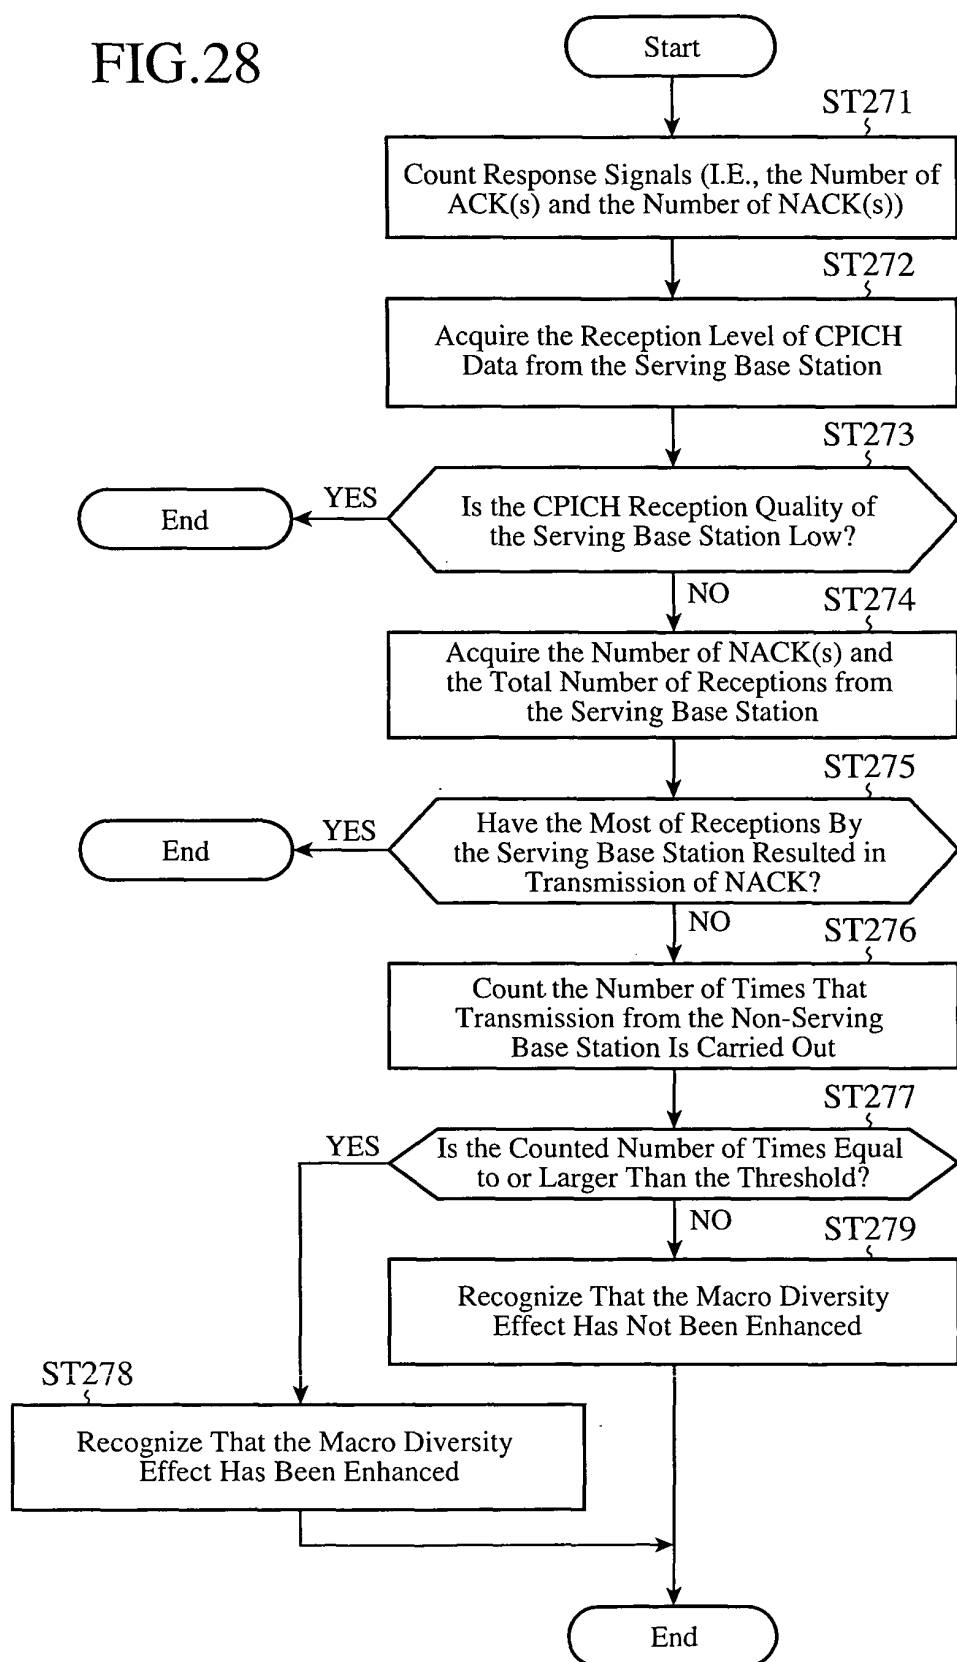 FIG.28
Start
ST271
Count Response Signals (I.E., the Number of
ACK(s) and the Number of NACK(s))
ST272
Acquire the Reception Level of CPICH
Data from the Serving Base Station
ST273
Is the CPICH Reception Quality of
the Serving Base Station Low?
YES
End
NO
ST274
Acquire the Number of NACK(s) and
the Total Number of Receptions from
the Serving Base Station
ST275
Have the Most of Receptions By
the Serving Base Station Resulted in
Transmission of NACK?
YES
End
NO
ST276
Count the Number of Times That
Transmission from the Non-Serving
Base Station Is Carried Out
ST277
Is the Counted Number of Times Equal
to or Larger Than the Threshold?
YES
NO
ST279
Recognize That the Macro Diversity
Effect Has Not Been Enhanced
ST278
Recognize That the Macro Diversity
Effect Has Been Enhanced
End